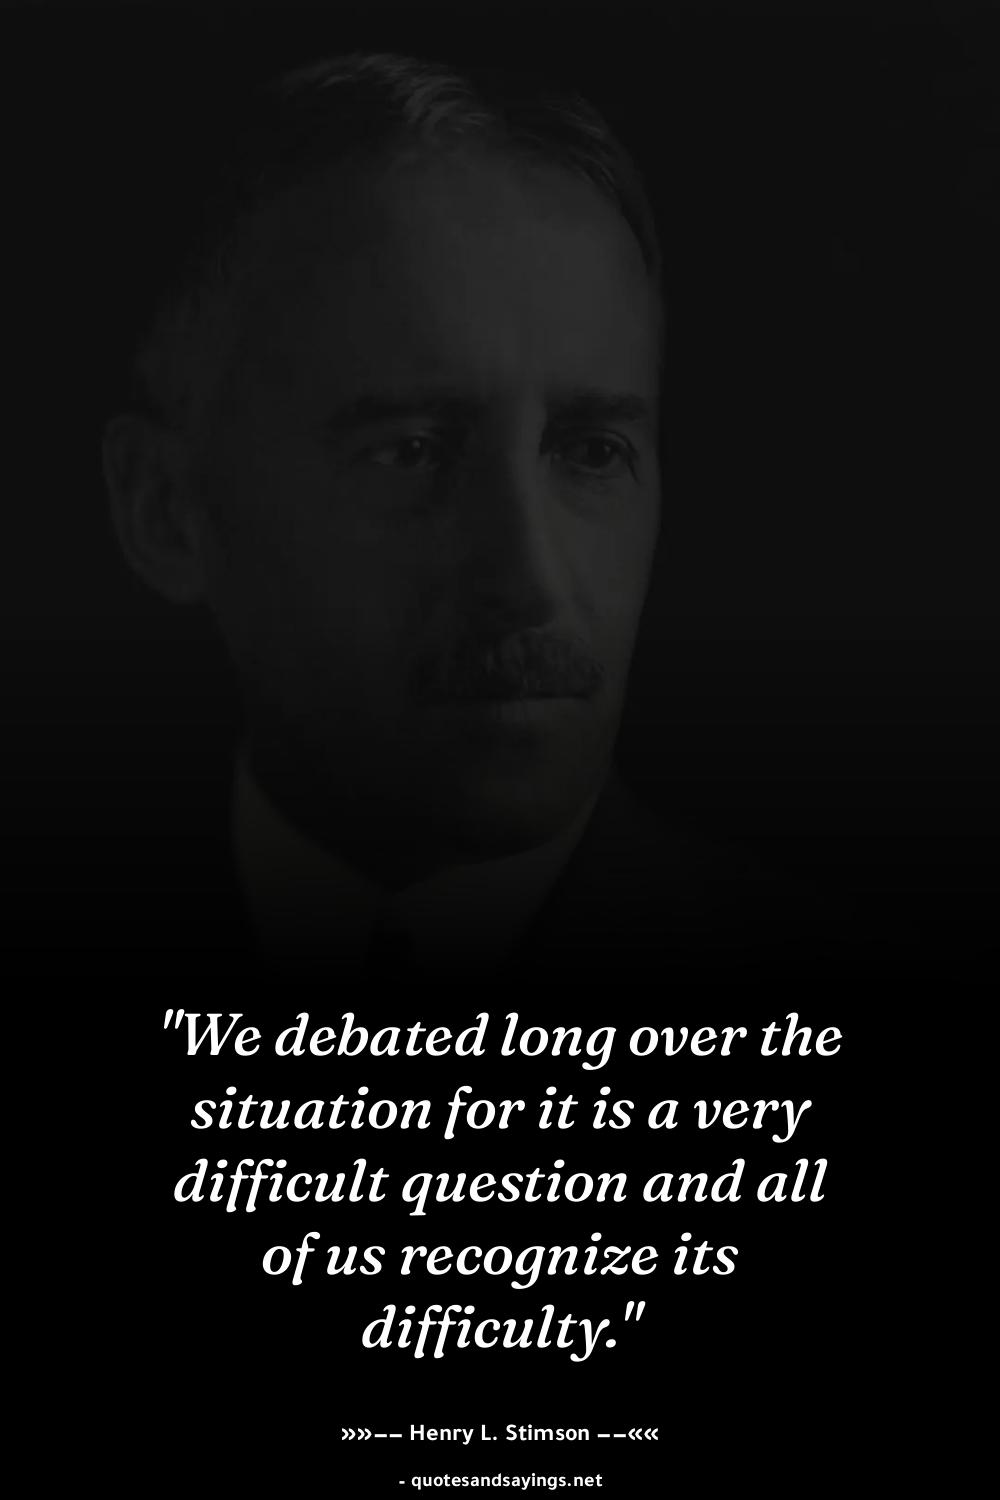 "We debated long over the
situation for it is a very
difficult question and all
of us recognize its
difficulty."
»»–– Henry L. Stimson ––««
- quotesandsayings.net